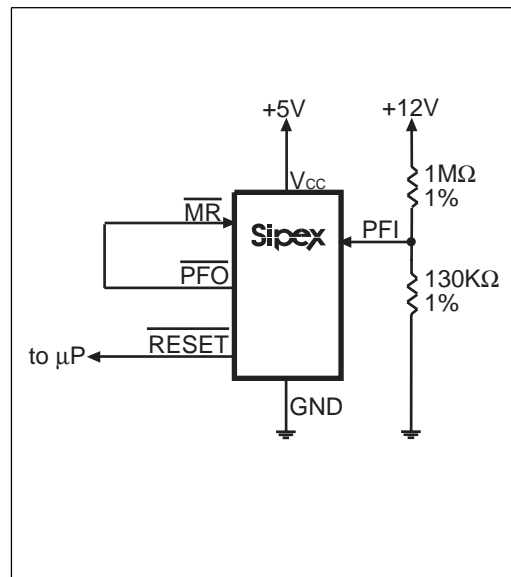 +5V
+12V
1MΩ
1%
VCC
MR
Sipex
PFI
PFO
130KΩ
1%
RESET
to µP
GND